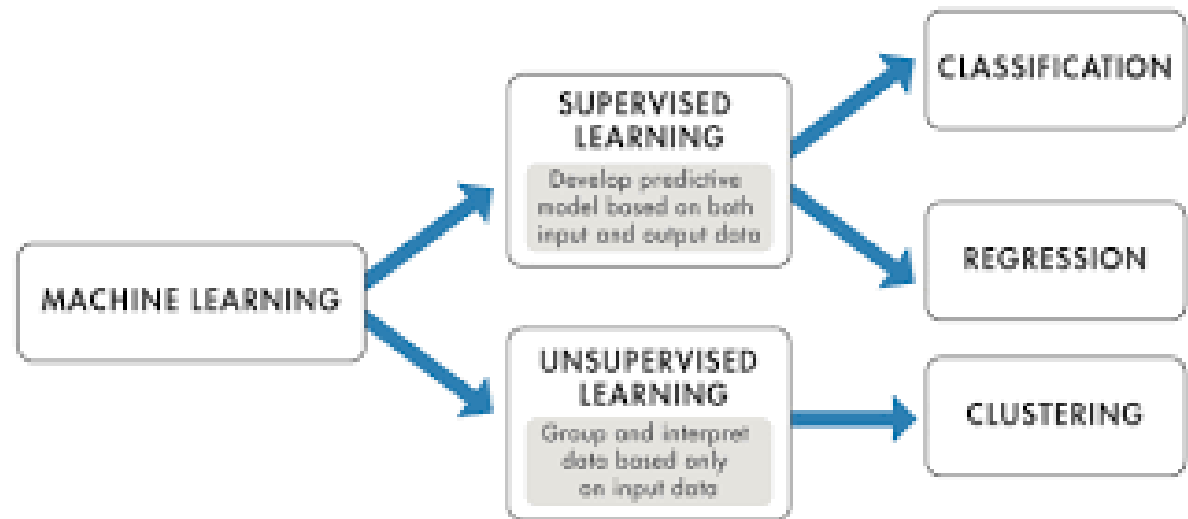 MACHINE LEARNING
SUPERVISED
LEARNING
Develop predictive
model based on both
input and output data
UNSUPERVISED
LEARNING
Group and interpret
data based only
on input data
CLASSIFICATION
REGRESSION
CLUSTERING